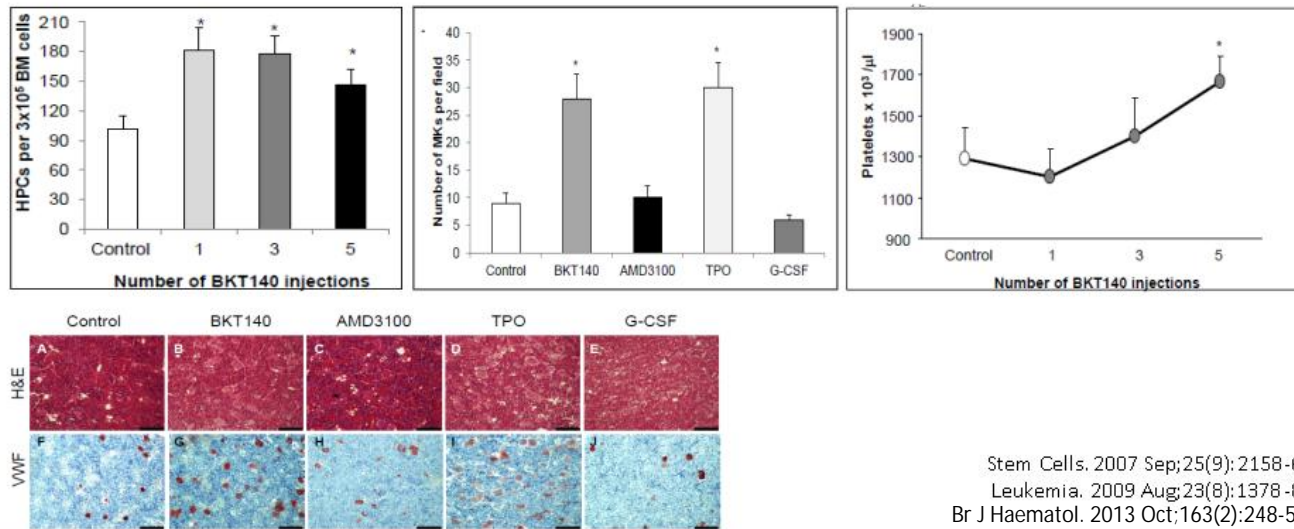 HPCs per 3x10⁵ BM cells
210
180
150
120
90
60
30
0
*
*
*
Control 1 3 5
Number of BKT140 injections
Number of MKs per field
40
35
30
25
20
15
10
5
0
*
*
Control BKT140 AMD3100 TPO G-CSF
Platelets x 10³ /µl
1900
1700
1500
1300
1100
900
*
Control 1 3 5
Number of BKT140 injections
Control BKT140 AMD3100 TPO G-CSF
H&E
A B C D E
VWF
F G H I J
Stem Cells. 2007 Sep;25(9):2158-6
Leukemia. 2009 Aug;23(8):1378-8
Br J Haematol. 2013 Oct;163(2):248-5